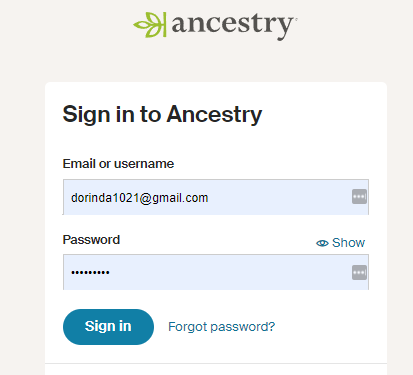 ancestry
Sign in to Ancestry
Email or username
dorinda1021@gmail.com
Password
Show
•••••••••
Sign in
Forgot password?